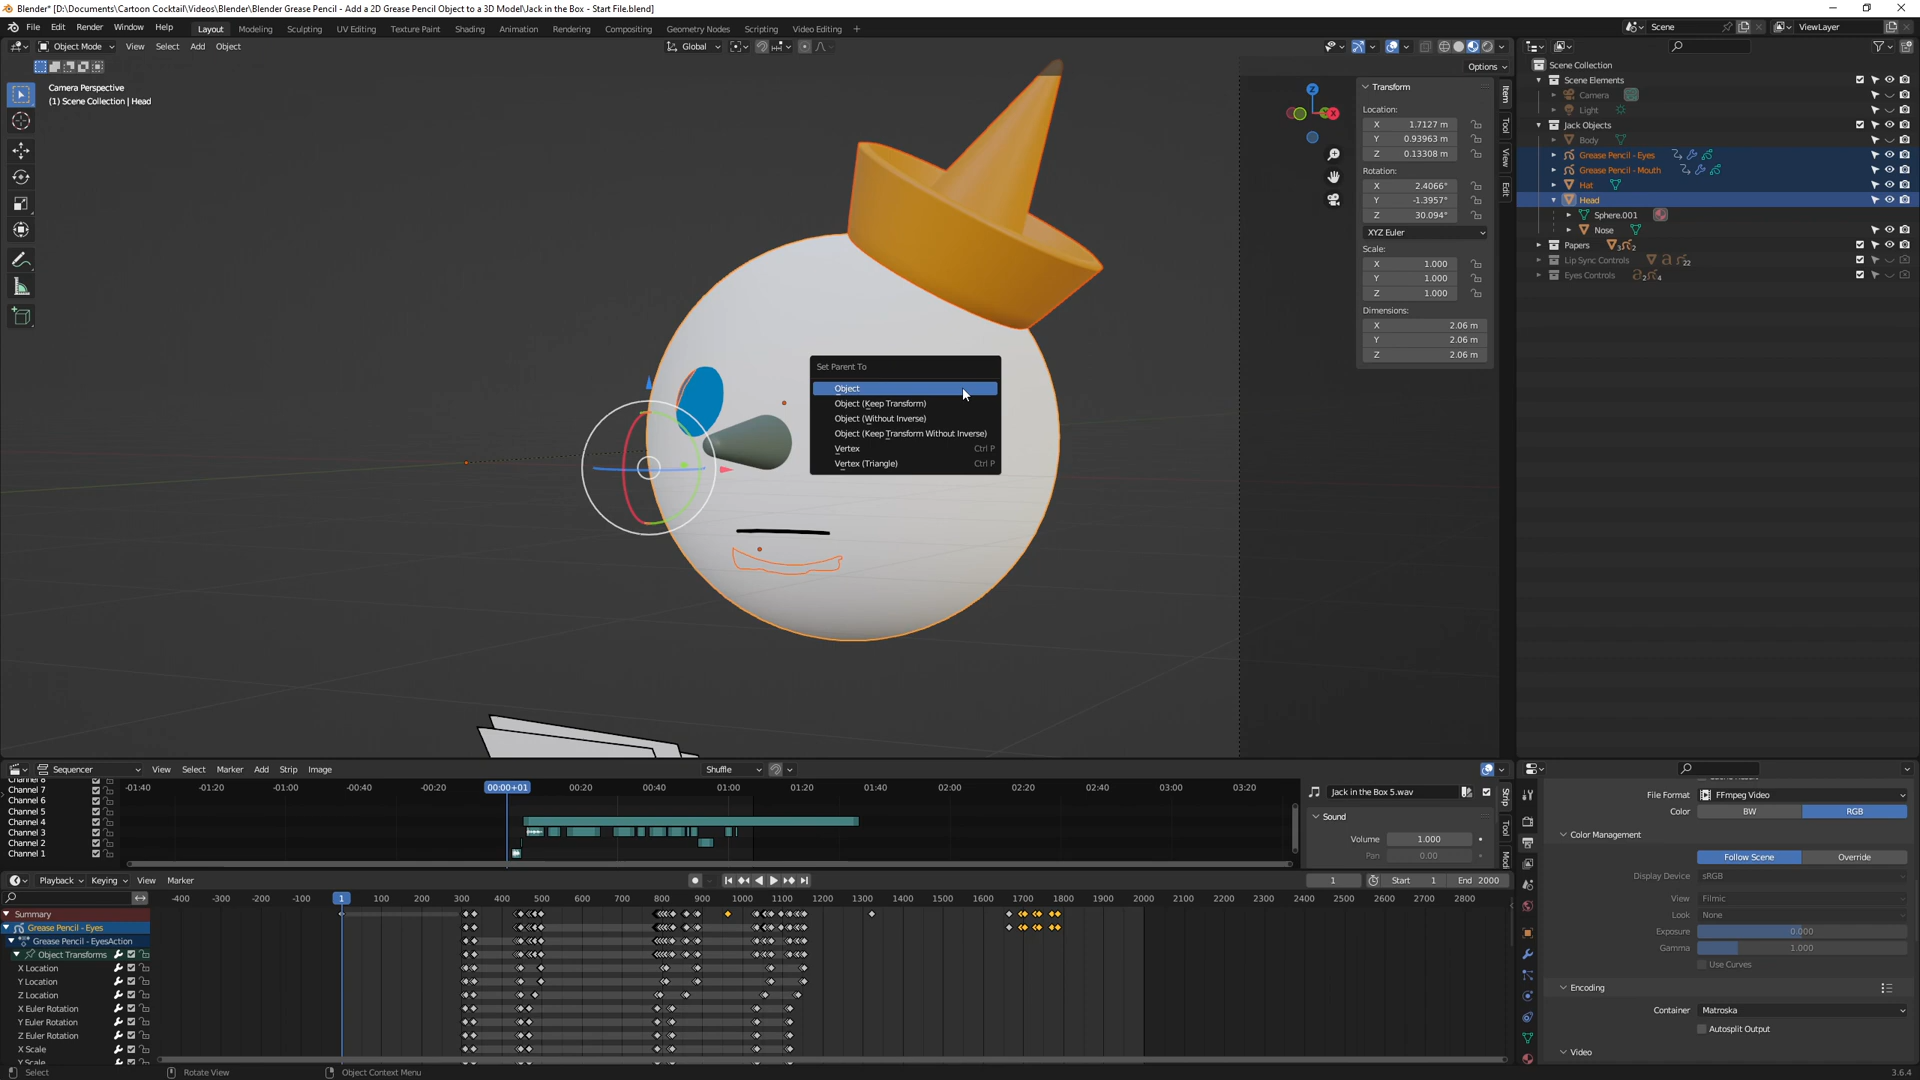 Blender* [D:\Documents\Cartoon Cocktail\Videos\Blender\Blender Grease Pencil - Add a 2D Grease Pencil Object to a 3D Model\Jack in the Box - Start File.blend]
File Edit Render Window Help Layout Modeling Sculpting UV Editing Texture Paint Shading Animation Rendering Compositing Geometry Nodes Scripting Video Editing + Scene ViewLayer
Object Mode View Select Add Object Global
Options
Camera Perspective
(1) Scene Collection | Head
Transform
Location:
X 1.7127 m
Y 0.93963 m
Z 0.13308 m
Rotation:
X 2.4066°
Y -1.3957°
Z 30.094°
XYZ Euler
Scale:
X 1.000
Y 1.000
Z 1.000
Dimensions:
X 2.06 m
Y 2.06 m
Z 2.06 m
Item
Tool
View
Edit
Z
Scene Collection
Scene Elements
Camera
Light
Jack Objects
Body
Grease Pencil - Eyes
Grease Pencil - Mouth
Hat
Head
Sphere.001
Nose
Papers 3 2
Lip Sync Controls 22
Eyes Controls 2 4
Set Parent To
Object
Object (Keep Transform)
Object (Without Inverse)
Object (Keep Transform Without Inverse)
Vertex Ctrl P
Vertex (Triangle) Ctrl P
Sequencer View Select Marker Add Strip Image Shuffle
-01:40 -01:20 -01:00 -00:40 -00:20 00:00+01 00:20 00:40 01:00 01:20 01:40 02:00 02:20 02:40 03:00 03:20
Channel 8
Channel 7
Channel 6
Channel 5
Channel 4
Channel 3
Channel 2
Channel 1
Jack in the Box 5.wav
Sound
Volume 1.000
Pan 0.00
Strip
Tool
Mod
Playback Keying View Marker 1 Start 1 End 2000
-400 -300 -200 -100 1 100 200 300 400 500 600 700 800 900 1000 1100 1200 1300 1400 1500 1600 1700 1800 1900 2000 2100 2200 2300 2400 2500 2600 2700 2800
Summary
Grease Pencil - Eyes
Grease Pencil - EyesAction
Object Transforms
X Location
Y Location
Z Location
X Euler Rotation
Y Euler Rotation
Z Euler Rotation
X Scale
Y Scale
File Format FFmpeg Video
Color BW RGB
Color Management
Follow Scene Override
Display Device sRGB
View Filmic
Look None
Exposure 0.000
Gamma 1.000
Use Curves
Encoding
Container Matroska
Autosplit Output
Video
Select Rotate View Object Context Menu 3.6.4